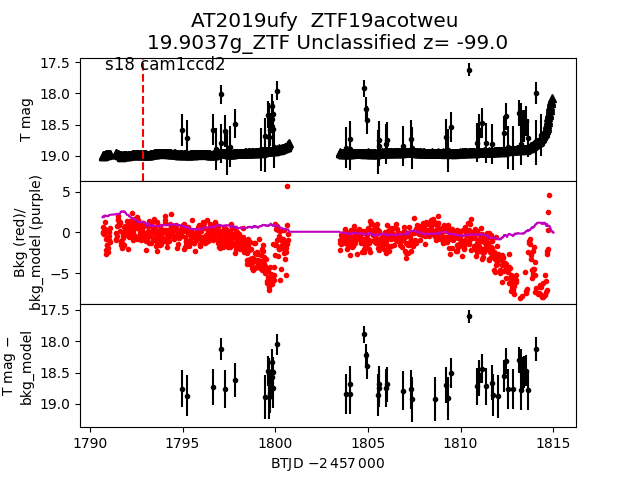 AT2019ufy  ZTF19acotweu
19.9037g_ZTF Unclassified z= -99.0
s18 cam1ccd2
T mag
17.5
18.0
18.5
19.0
Bkg (red)/
bkg_model (purple)
5
0
−5
T mag −
bkg_model
17.5
18.0
18.5
19.0
1790
1795
1800
1805
1810
1815
BTJD −2 457 000